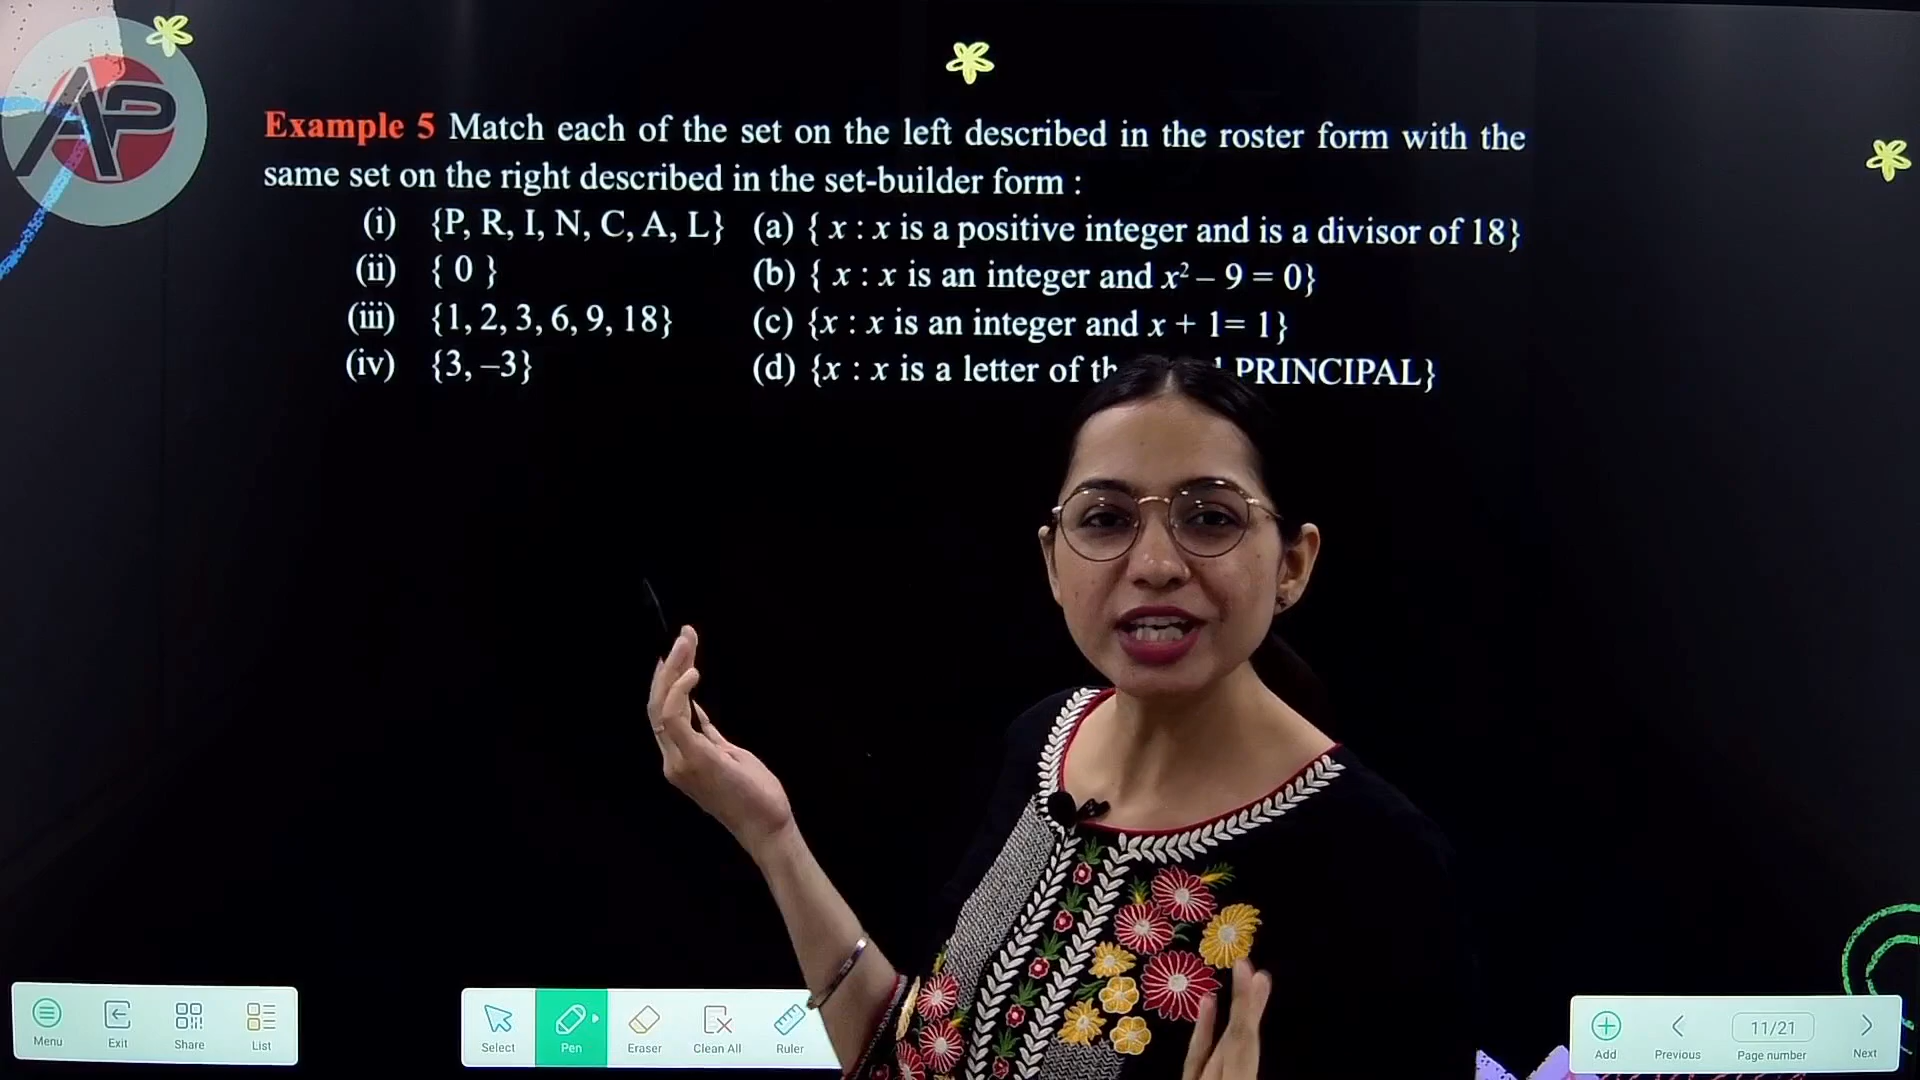 AP
Example 5 Match each of the set on the left described in the roster form with the
same set on the right described in the set-builder form :
(i) {P, R, I, N, C, A, L} (a) { x : x is a positive integer and is a divisor of 18}
(ii) { 0 } (b) { x : x is an integer and x² – 9 = 0}
(iii) {1, 2, 3, 6, 9, 18} (c) {x : x is an integer and x + 1= 1}
(iv) {3, –3} (d) {x : x is a letter of PRINCIPAL}
Menu Exit Share List
Select Pen Eraser Clean All Ruler
Add Previous 11/21 Page number Next